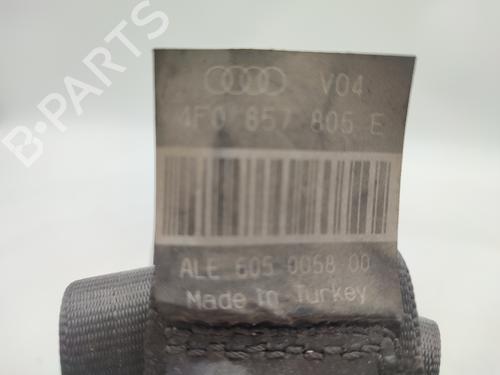 V04
4F0 857 805 E
ALE 605 0058 00
Made in Turkey
B-PARTS